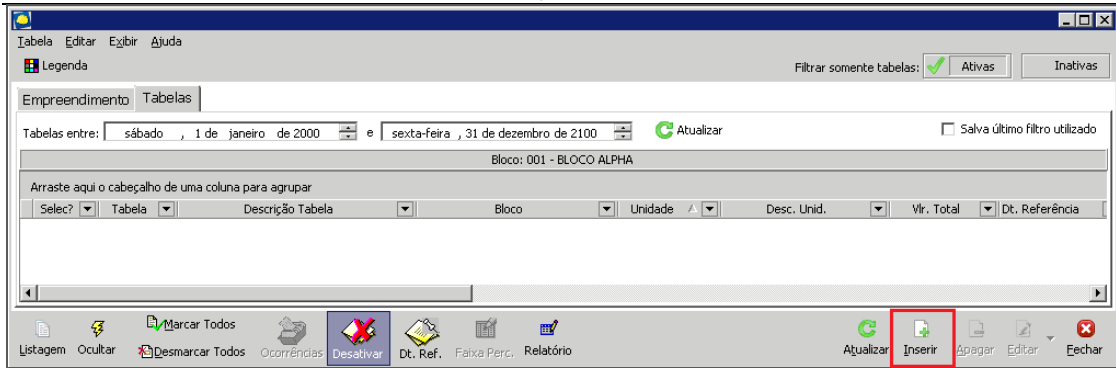 Tabela Editar Exibir Ajuda
Legenda Filtrar somente tabelas: Ativas Inativas
Empreendimento Tabelas
Tabelas entre: sábado , 1 de janeiro de 2000 e sexta-feira , 31 de dezembro de 2100 Atualizar Salva último filtro utilizado
Bloco: 001 - BLOCO ALPHA
Arraste aqui o cabeçalho de uma coluna para agrupar
Selec? Tabela Descrição Tabela Bloco Unidade Desc. Unid. Vlr. Total Dt. Referência
Marcar Todos
Listagem Ocultar Desmarcar Todos Ocorrências Desativar Dt. Ref. Faixa Perc. Relatório Atualizar Inserir Apagar Editar Fechar